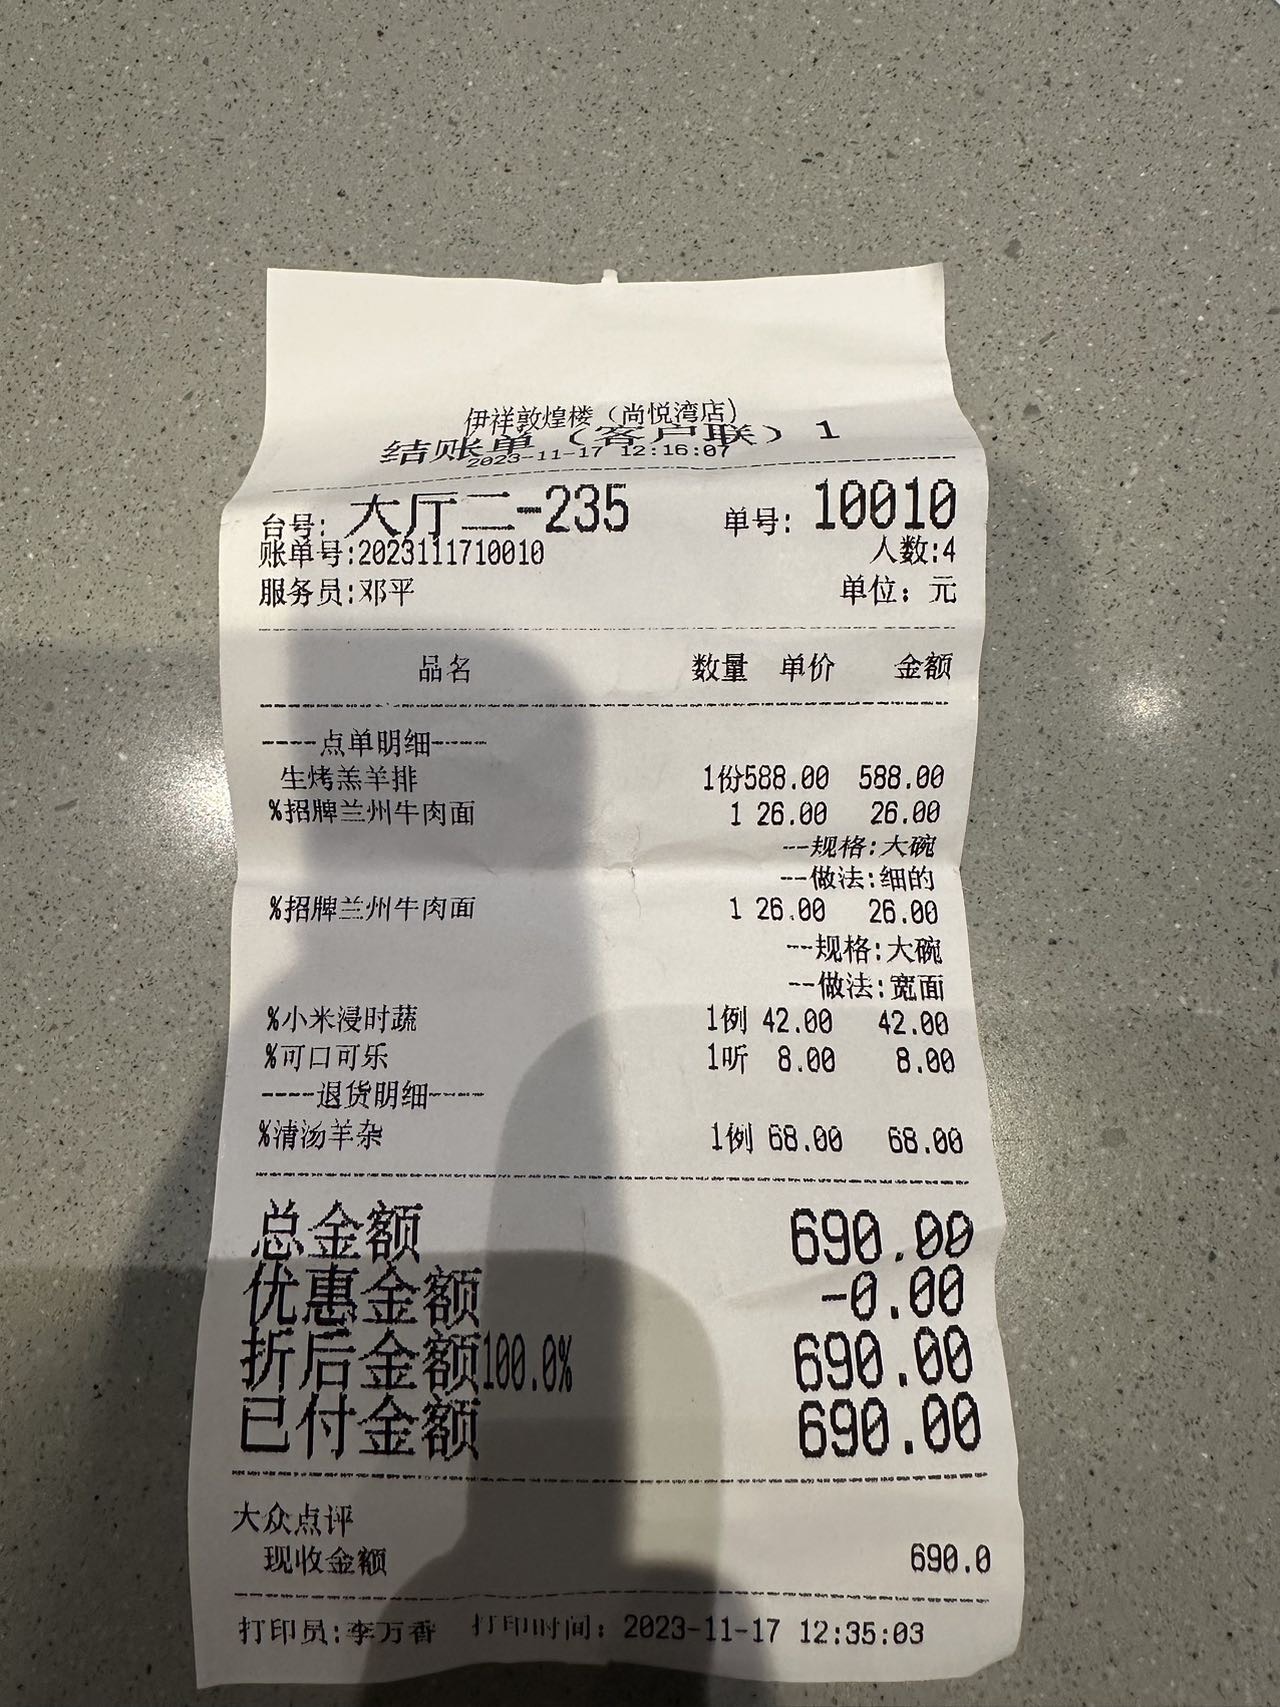 伊祥敦煌楼（尚悦湾店）
结账单（客户联）1
2023-11-17 12:16:07
台号: 大厅二-235 单号: 10010
账单号:2023111710010 人数:4
服务员:邓平 单位: 元
品名 数量 单价 金额
----点单明细----
生烤羔羊排 1份588.00 588.00
%招牌兰州牛肉面 1 26.00 26.00
--规格:大碗
--做法:细的
%招牌兰州牛肉面 1 26.00 26.00
--规格:大碗
--做法:宽面
%小米浸时蔬 1例 42.00 42.00
%可口可乐 1听 8.00 8.00
----退货明细----
%清汤羊杂 1例 68.00 68.00
总金额 690.00
优惠金额 -0.00
折后金额100.0% 690.00
已付金额 690.00
大众点评
现收金额 690.0
打印员:李万香 打印时间: 2023-11-17 12:35:03